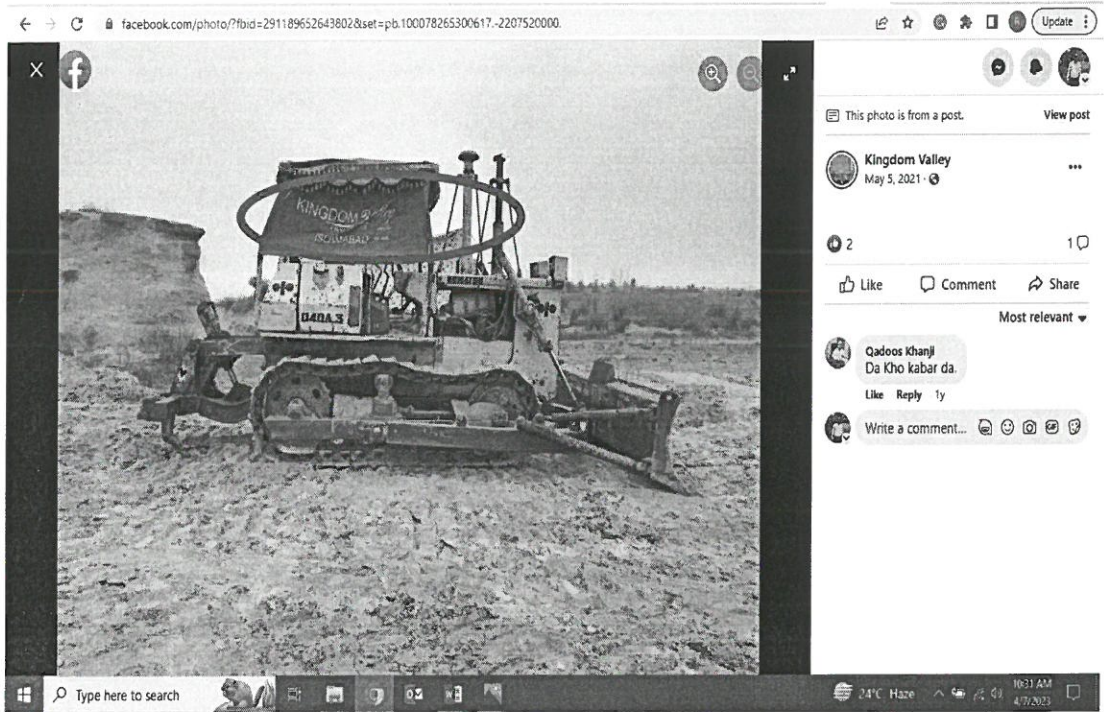 facebook.com/photo/?fbid=291189652643802&set=pb.100078265300617.-2207520000.
Update
This photo is from a post.
View post
Kingdom Valley
May 5, 2021
KINGDOM Valley
ISLAMABAD
D40A.3
2
1
Like
Comment
Share
Most relevant
Qadoos Khanji
Da Kho kabar da.
Like Reply 1y
Write a comment...
Type here to search
24°C Haze
10:31 AM
4/7/2023